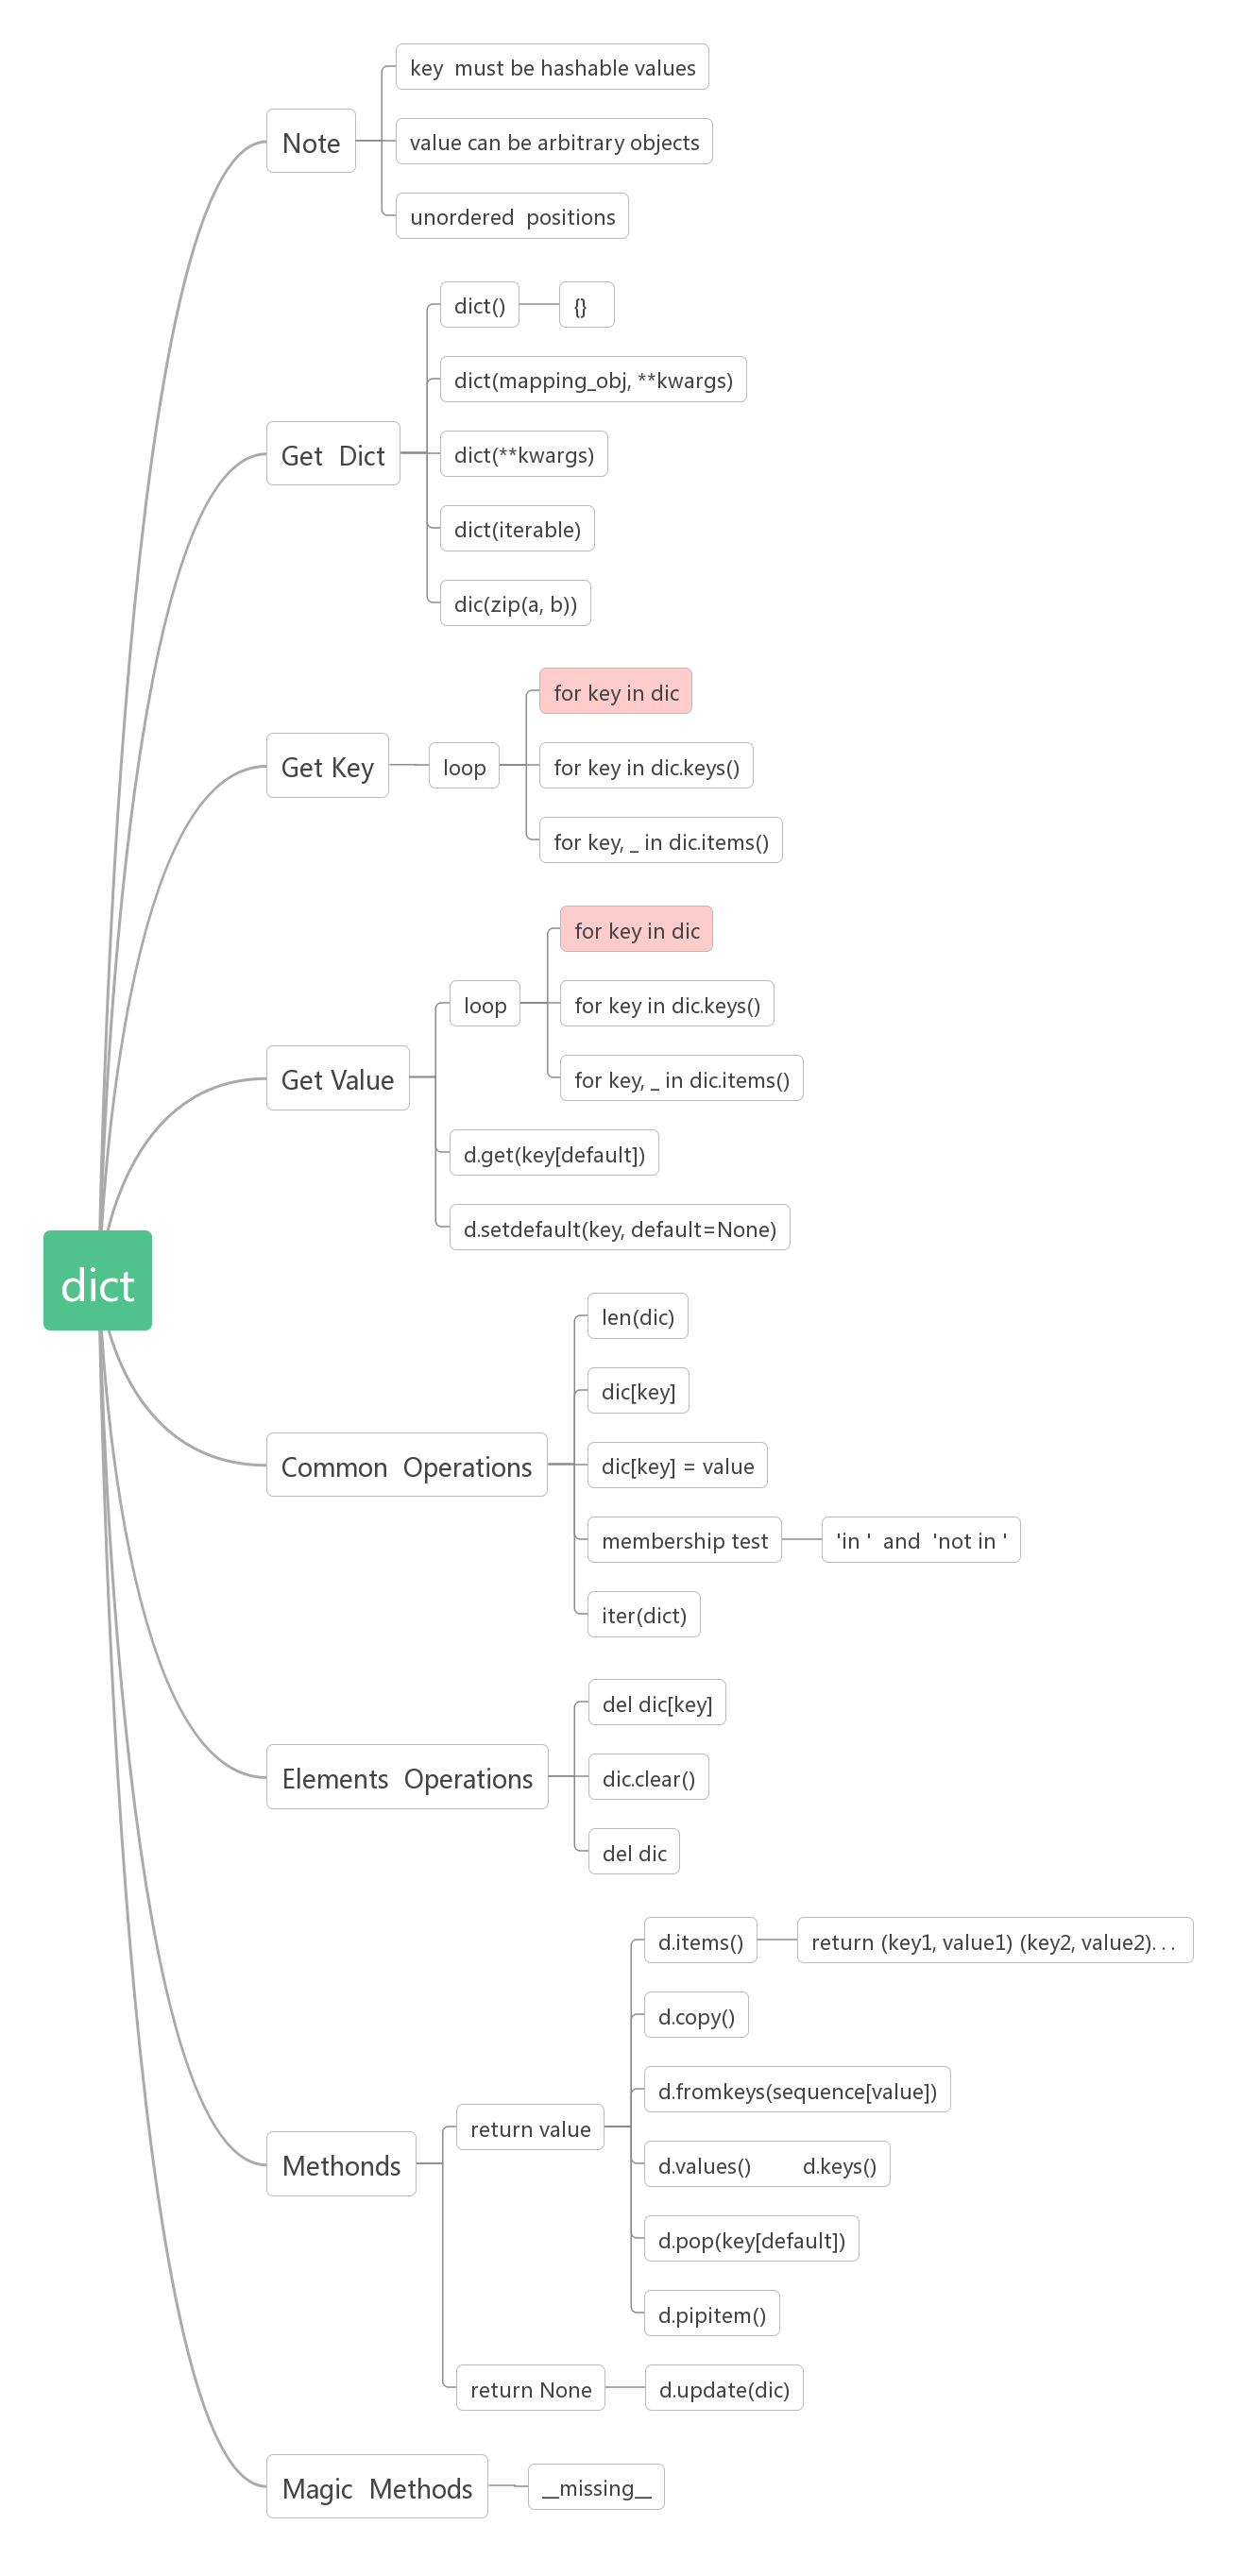 dict
Note
key  must be hashable values
value can be arbitrary objects
unordered  positions
Get  Dict
dict()
{}
dict(mapping_obj, **kwargs)
dict(**kwargs)
dict(iterable)
dic(zip(a, b))
Get Key
loop
for key in dic
for key in dic.keys()
for key, _ in dic.items()
Get Value
loop
for key in dic
for key in dic.keys()
for key, _ in dic.items()
d.get(key[default])
d.setdefault(key, default=None)
Common  Operations
len(dic)
dic[key]
dic[key] = value
membership test
'in '  and  'not in '
iter(dict)
Elements  Operations
del dic[key]
dic.clear()
del dic
Methonds
return value
d.items()
return (key1, value1) (key2, value2)...
d.copy()
d.fromkeys(sequence[value])
d.values()        d.keys()
d.pop(key[default])
d.pipitem()
return None
d.update(dic)
Magic  Methods
__missing__